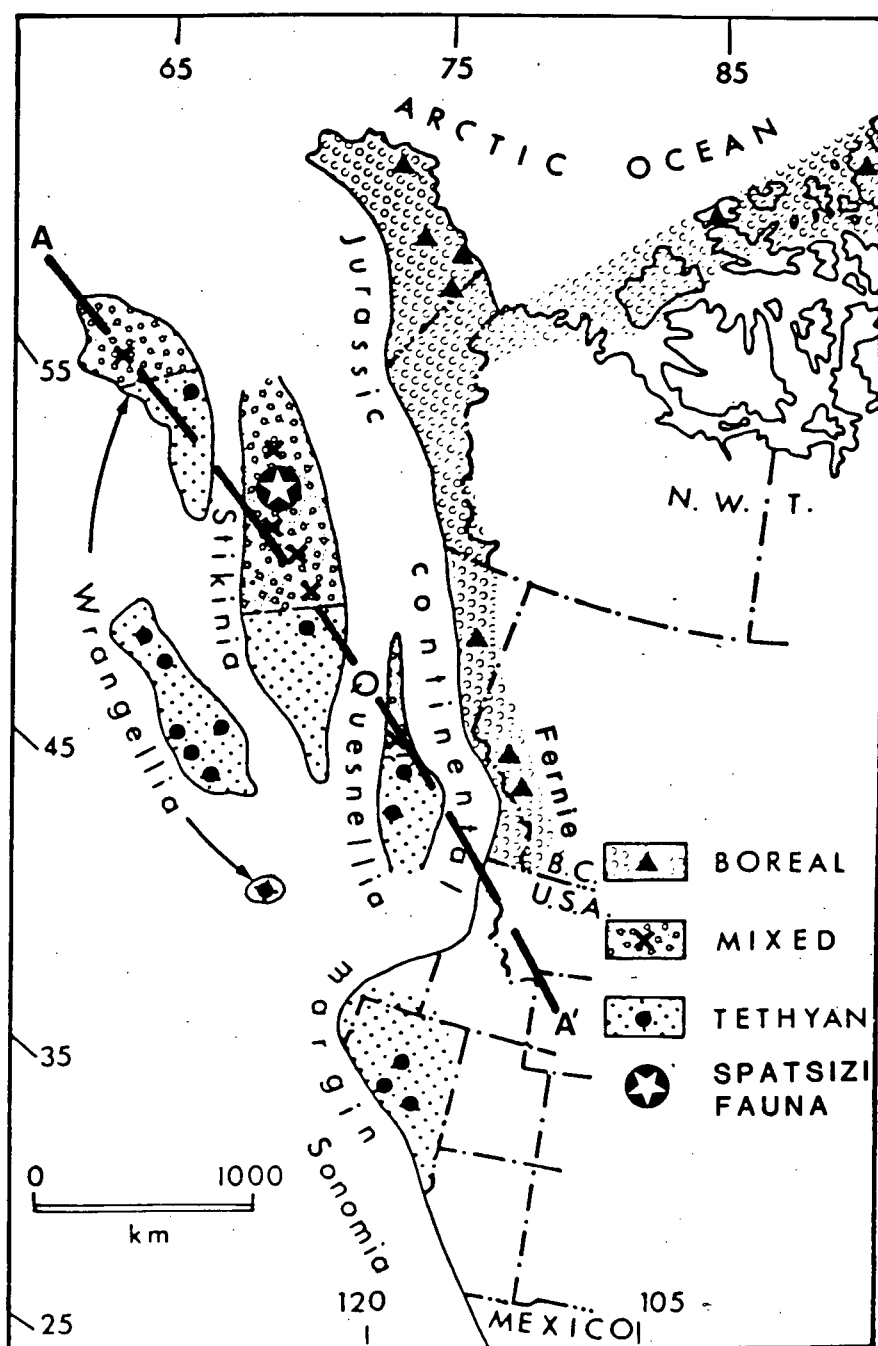 65 75 85
ARCTIC OCEAN
A
Jurassic
continental
margin
55
N.W.T.
Stikinia
Wrangellia
Quesnellia
45
Fernie
B.C.
U.S.A.
BOREAL
MIXED
A'
TETHYAN
35
SPATSIZI
FAUNA
0 1000
km
Sonomia
25
120 105
MEXICO